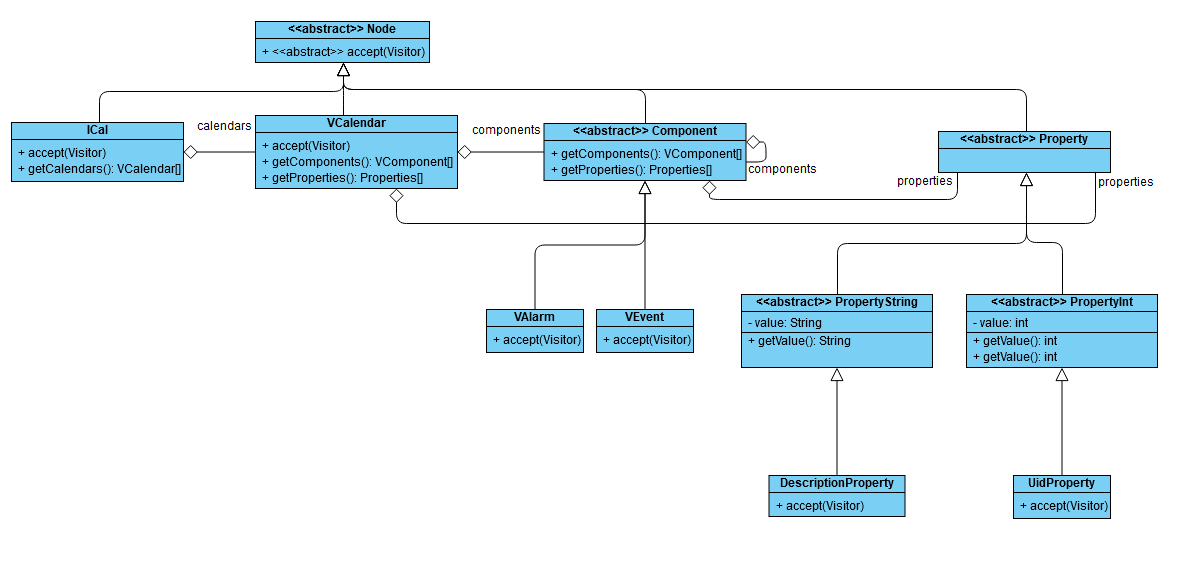 <<abstract>> Node
+ <<abstract>> accept(Visitor)
ICal
+ accept(Visitor)
+ getCalendars(): VCalendar[]
calendars
VCalendar
+ accept(Visitor)
+ getComponents(): VComponent[]
+ getProperties(): Properties[]
components
<<abstract>> Component
+ getComponents(): VComponent[]
+ getProperties(): Properties[]
components
<<abstract>> Property
properties
properties
VAlarm
+ accept(Visitor)
VEvent
+ accept(Visitor)
<<abstract>> PropertyString
- value: String
+ getValue(): String
<<abstract>> PropertyInt
- value: int
+ getValue(): int
+ getValue(): int
DescriptionProperty
+ accept(Visitor)
UidProperty
+ accept(Visitor)